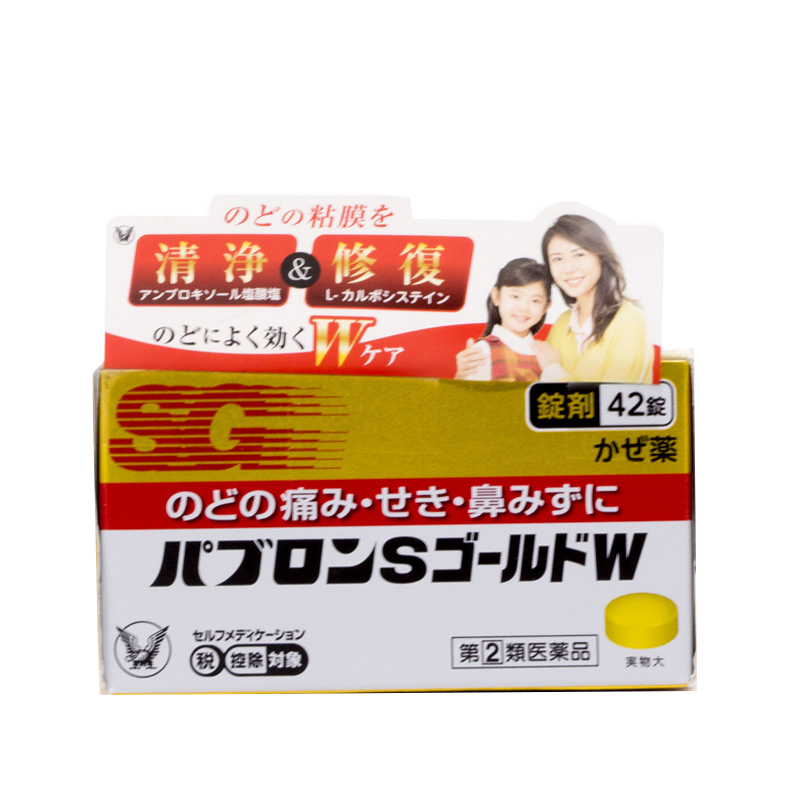 のどの粘膜を
清浄 & 修復
アンブロキソール塩酸塩 L-カルボシステイン
のどによく効くWケア
SG
錠剤 42錠
かぜ薬
のどの痛み・せき・鼻みずに
パブロンSゴールドW
セルフメディケーション
税 控除 対象
第②類医薬品
実物大